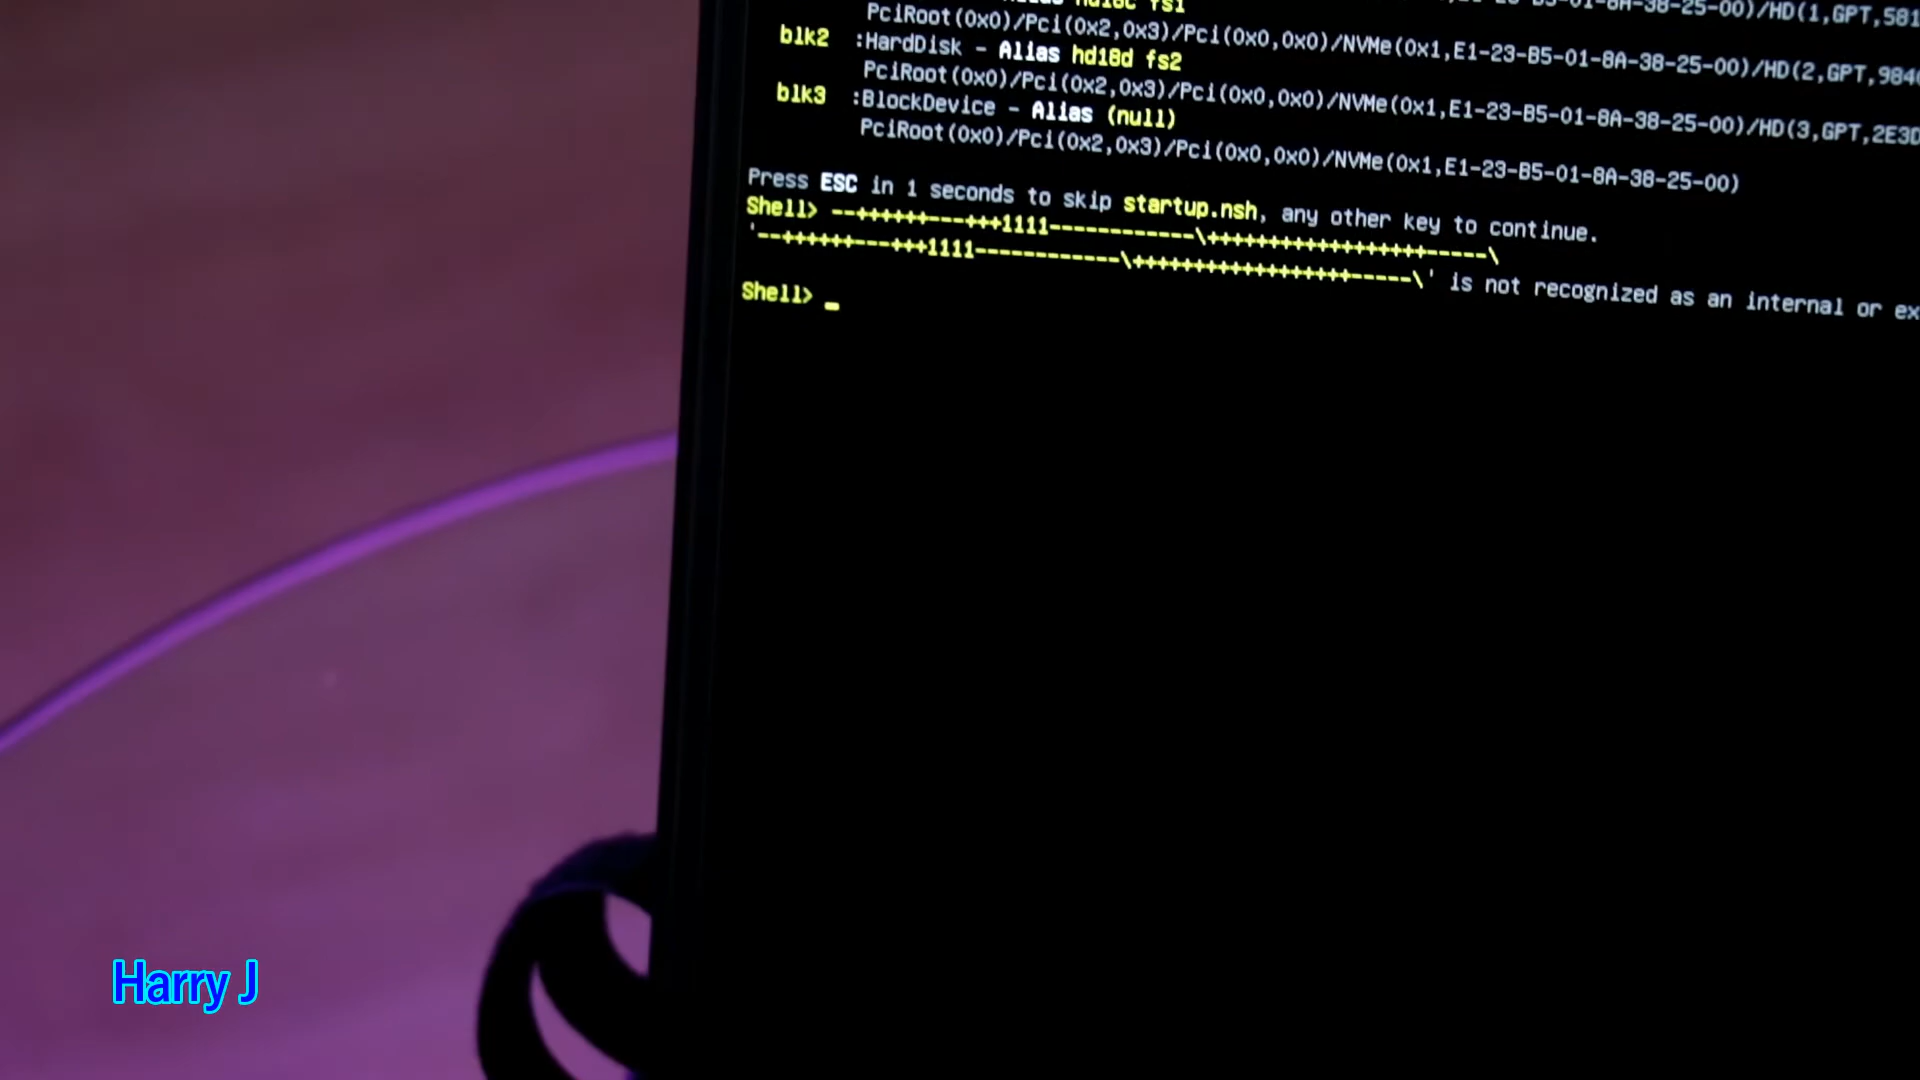 hd18c fs1
PciRoot(0x0)/Pci(0x2,0x3)/Pci(0x0,0x0)/NVMe(0x1,E1-23-B5-01-8A-38-25-00)/HD(1,GPT,581
blk2 :HardDisk - Alias hd18d fs2
PciRoot(0x0)/Pci(0x2,0x3)/Pci(0x0,0x0)/NVMe(0x1,E1-23-B5-01-8A-38-25-00)/HD(2,GPT,984
blk3 :BlockDevice - Alias (null)
PciRoot(0x0)/Pci(0x2,0x3)/Pci(0x0,0x0)/NVMe(0x1,E1-23-B5-01-8A-38-25-00)/HD(3,GPT,2E3D
PciRoot(0x0)/Pci(0x2,0x3)/Pci(0x0,0x0)/NVMe(0x1,E1-23-B5-01-8A-38-25-00)
Press ESC in 1 seconds to skip startup.nsh, any other key to continue.
Shell> --++++++---+++1111------------\++++++++++++++++++-----\
'--++++++---+++1111------------\++++++++++++++++++-----\' is not recognized as an internal or ex
Shell> _
Harry J